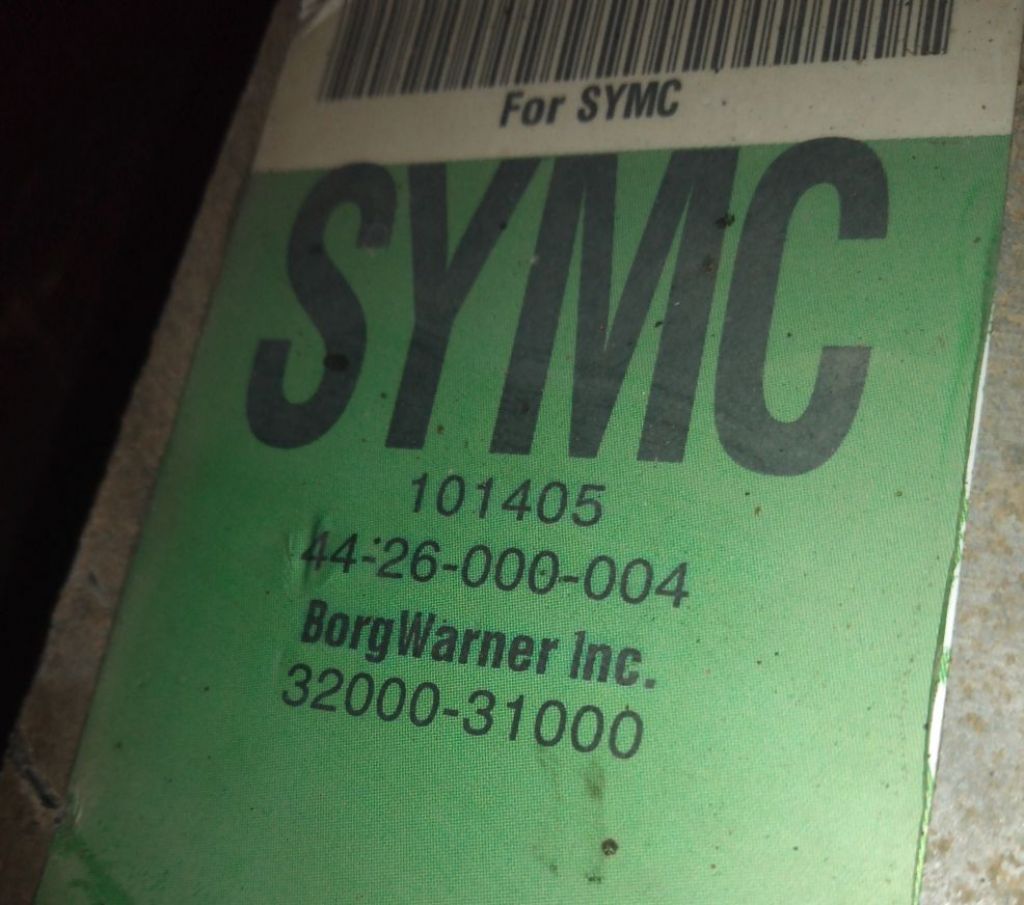 For SYMC
SYMC
101405
44-26-000-004
BorgWarner Inc.
32000-31000